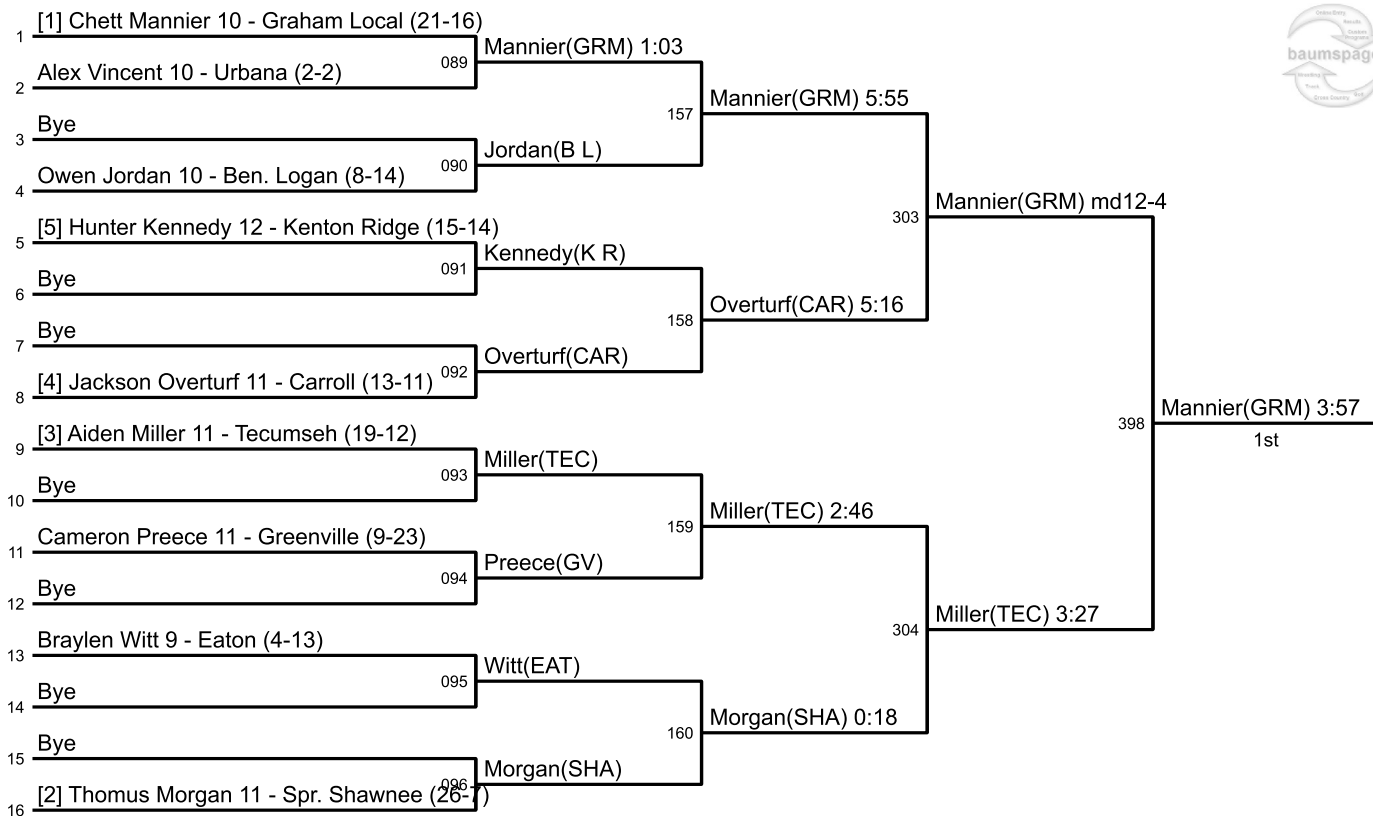 [1] Chett Mannier 10 - Graham Local (21-16)
1
Mannier(GRM) 1:03
089
Alex Vincent 10 - Urbana (2-2)
2
Mannier(GRM) 5:55
157
Bye
3
Jordan(B L)
090
Owen Jordan 10 - Ben. Logan (8-14)
4
Mannier(GRM) md12-4
303
[5] Hunter Kennedy 12 - Kenton Ridge (15-14)
5
Kennedy(K R)
091
Bye
6
Overturf(CAR) 5:16
158
Bye
7
Overturf(CAR)
092
[4] Jackson Overturf 11 - Carroll (13-11)
8
Mannier(GRM) 3:57
398
1st
[3] Aiden Miller 11 - Tecumseh (19-12)
9
Miller(TEC)
093
Bye
10
Miller(TEC) 2:46
159
Cameron Preece 11 - Greenville (9-23)
11
Preece(GV)
094
Bye
12
Miller(TEC) 3:27
304
Braylen Witt 9 - Eaton (4-13)
13
Witt(EAT)
095
Bye
14
Morgan(SHA) 0:18
160
Bye
15
Morgan(SHA)
096
[2] Thomus Morgan 11 - Spr. Shawnee (26-7)
16
baumspage
Cross Country